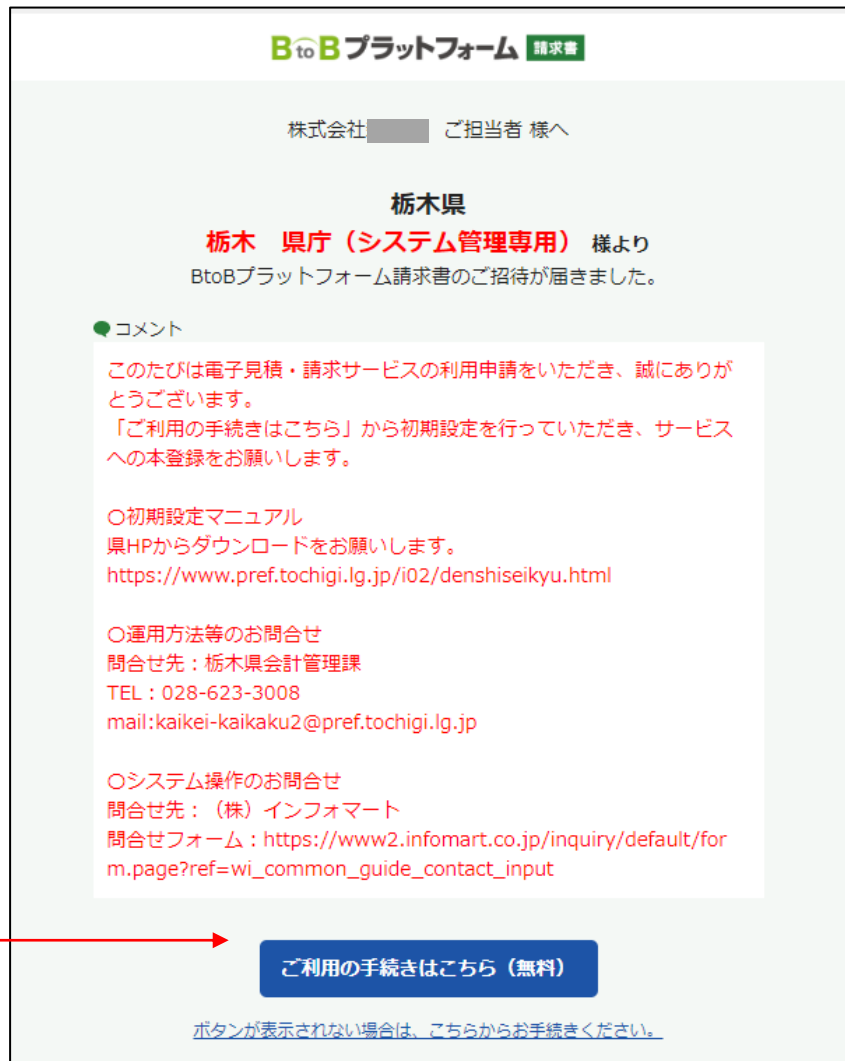 BtoBプラットフォーム 請求書
株式会社 ご担当者 様へ
栃木県
栃木　県庁（システム管理専用） 様より
BtoBプラットフォーム請求書のご招待が届きました。
コメント
このたびは電子見積・請求サービスの利用申請をいただき、誠にありが
とうございます。
「ご利用の手続きはこちら」から初期設定を行っていただき、サービス
への本登録をお願いします。
○初期設定マニュアル
県HPからダウンロードをお願いします。
https://www.pref.tochigi.lg.jp/i02/denshiseikyu.html
○運用方法等のお問合せ
問合せ先：栃木県会計管理課
TEL：028-623-3008
mail:kaikei-kaikaku2@pref.tochigi.lg.jp
○システム操作のお問合せ
問合せ先：（株）インフォマート
問合せフォーム：https://www2.infomart.co.jp/inquiry/default/for
m.page?ref=wi_common_guide_contact_input
ご利用の手続きはこちら（無料）
ボタンが表示されない場合は、こちらからお手続きください。